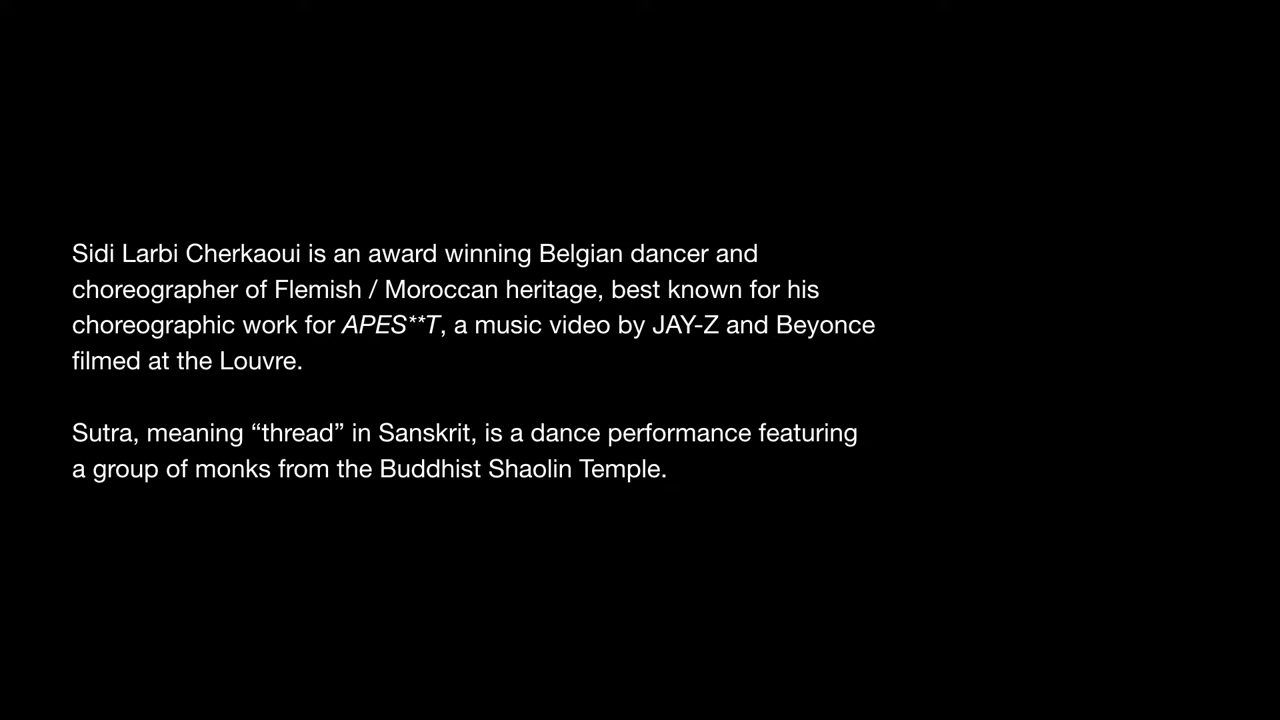 Sidi Larbi Cherkaoui is an award winning Belgian dancer and
choreographer of Flemish / Moroccan heritage, best known for his
choreographic work for APES**T, a music video by JAY-Z and Beyonce
filmed at the Louvre.
Sutra, meaning “thread” in Sanskrit, is a dance performance featuring
a group of monks from the Buddhist Shaolin Temple.